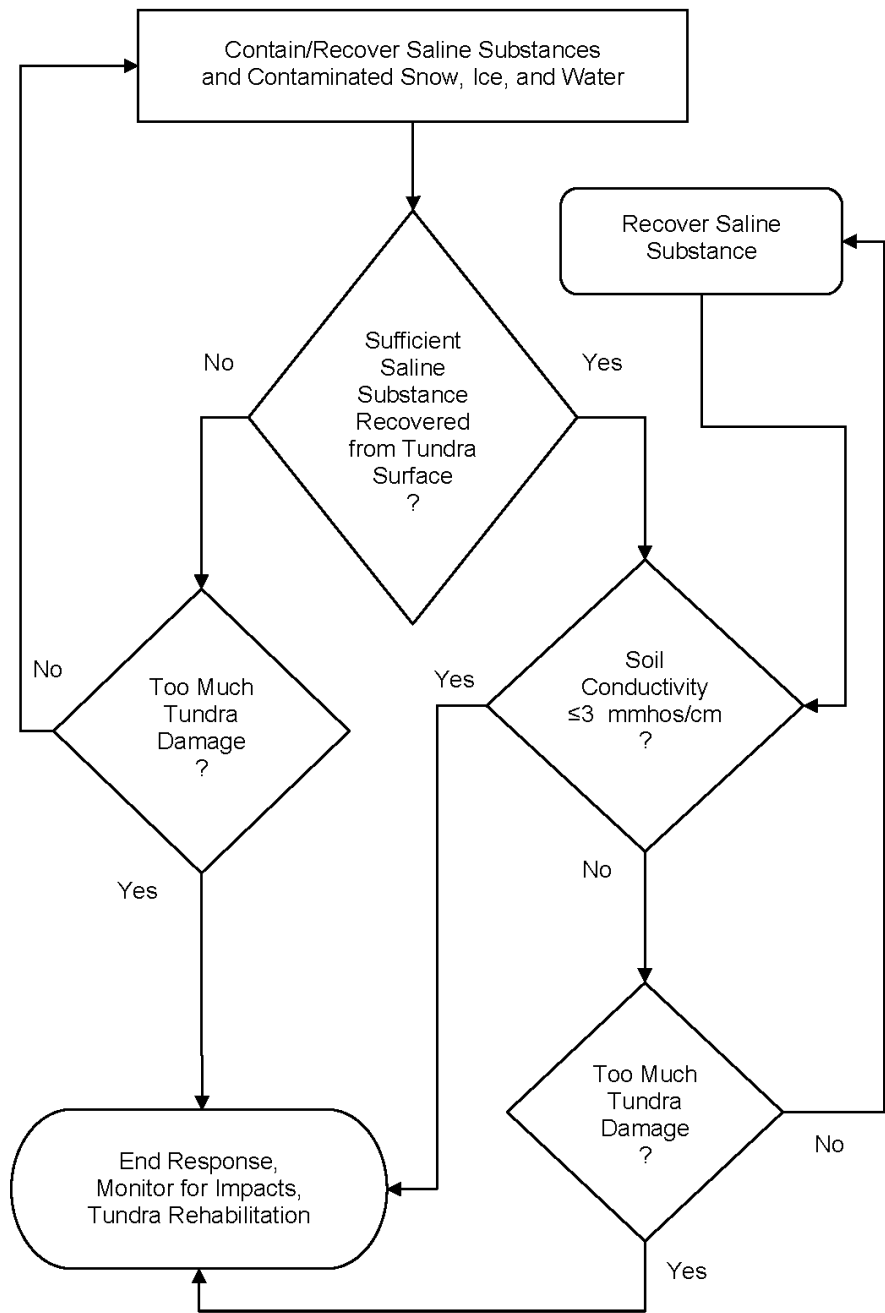 Contain/Recover Saline Substances
and Contaminated Snow, Ice, and Water
Recover Saline
Substance
No
Sufficient
Saline
Substance
Recovered
from Tundra
Surface
?
Yes
No
Too Much
Tundra
Damage
?
Yes
Soil
Conductivity
≤3 mmhos/cm
?
Yes
No
Too Much
Tundra
Damage
?
No
End Response,
Monitor for Impacts,
Tundra Rehabilitation
Yes